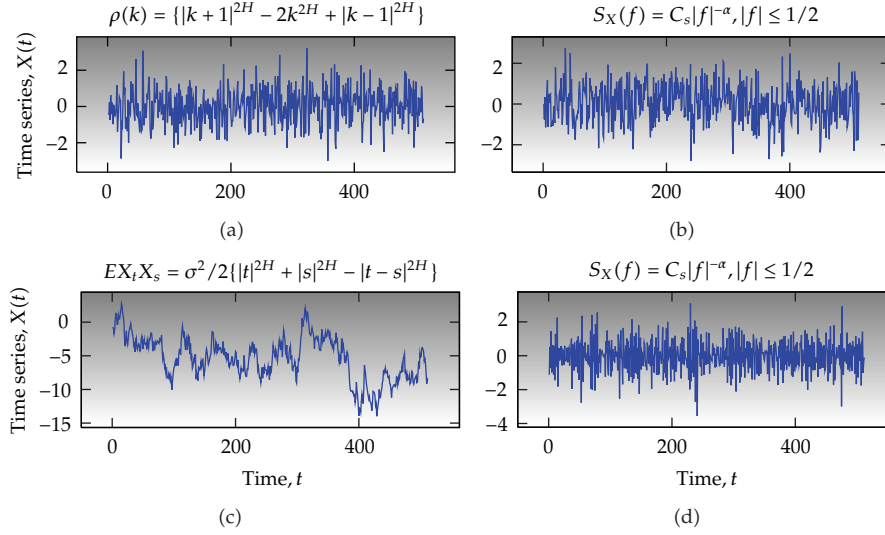 ρ(k) = {|k + 1|^{2H} − 2k^{2H} + |k − 1|^{2H}}
Time series, X(t)
2
0
−2
0
200
400
(a)
S_X(f) = C_s|f|^{−α}, |f| ≤ 1/2
2
0
−2
0
200
400
(b)
EX_tX_s = σ^2/2{|t|^{2H} + |s|^{2H} − |t − s|^{2H}}
Time series, X(t)
0
−5
−10
−15
0
200
400
Time, t
(c)
S_X(f) = C_s|f|^{−α}, |f| ≤ 1/2
2
0
−2
−4
0
200
400
Time, t
(d)